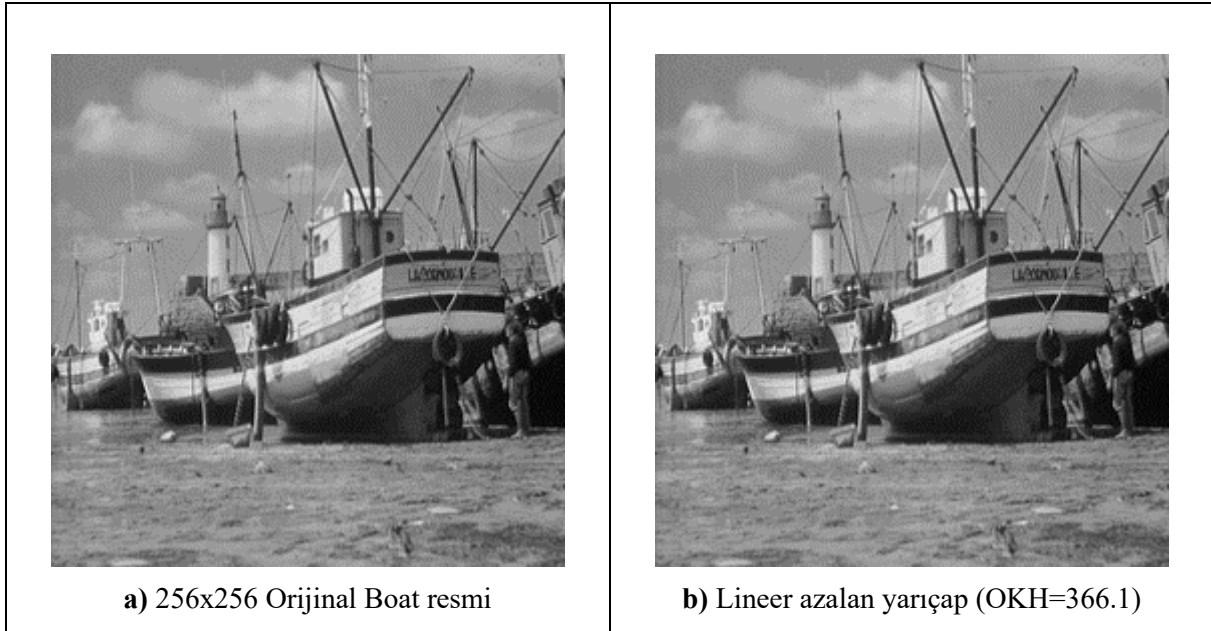 a) 256x256 Orijinal Boat resmi
b) Lineer azalan yarıçap (OKH=366.1)